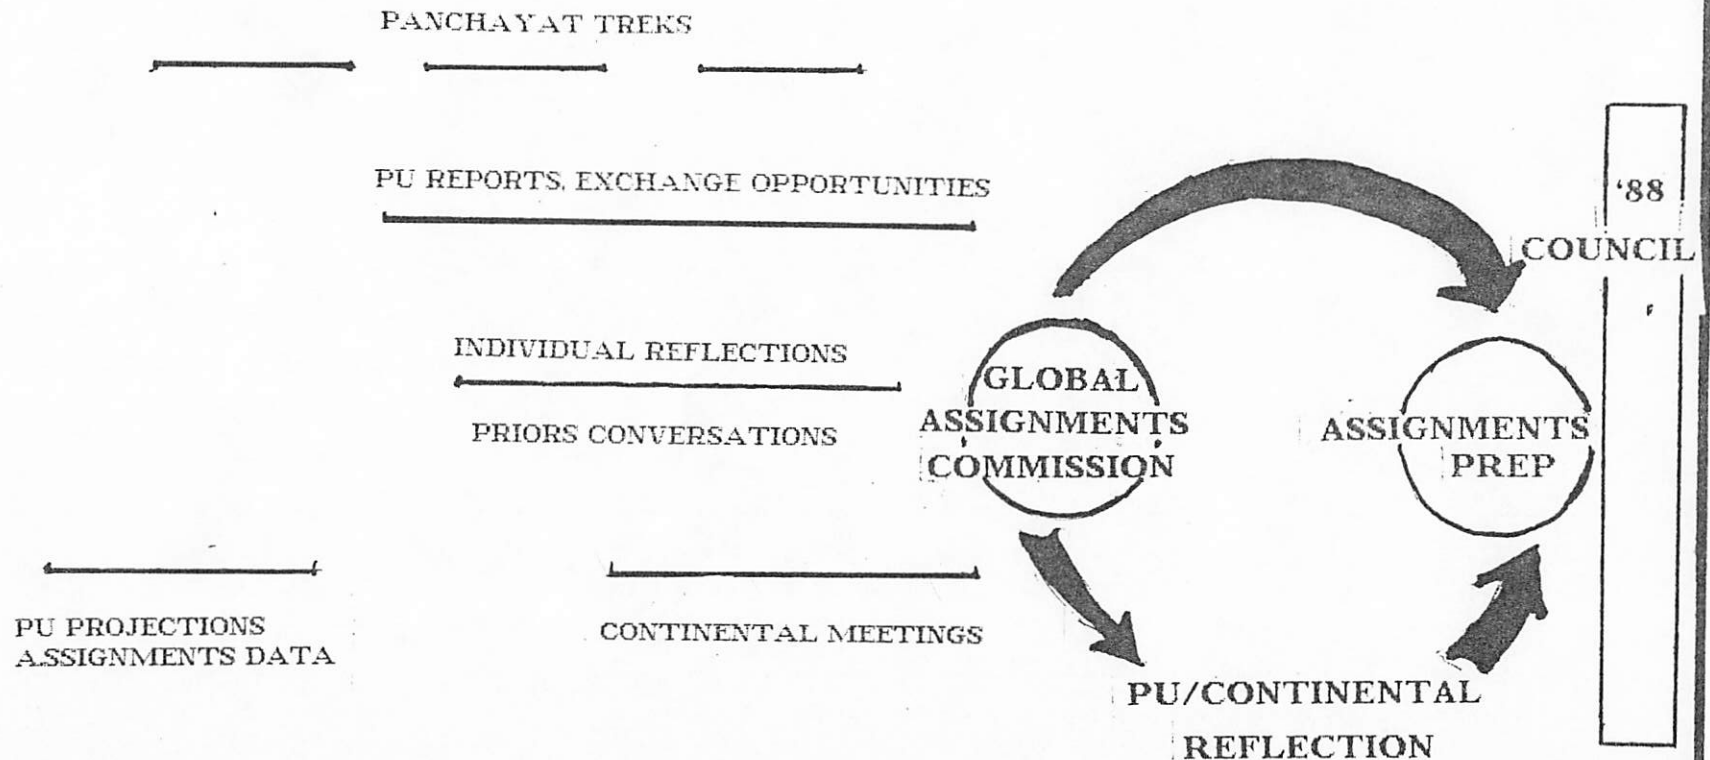 PANCHAYAT TREKS
PU REPORTS, EXCHANGE OPPORTUNITIES
'88
COUNCIL
INDIVIDUAL REFLECTIONS
PRIORS CONVERSATIONS
GLOBAL
ASSIGNMENTS
COMMISSION
ASSIGNMENTS
PREP
PU PROJECTIONS
ASSIGNMENTS DATA
CONTINENTAL MEETINGS
PU/CONTINENTAL
REFLECTION